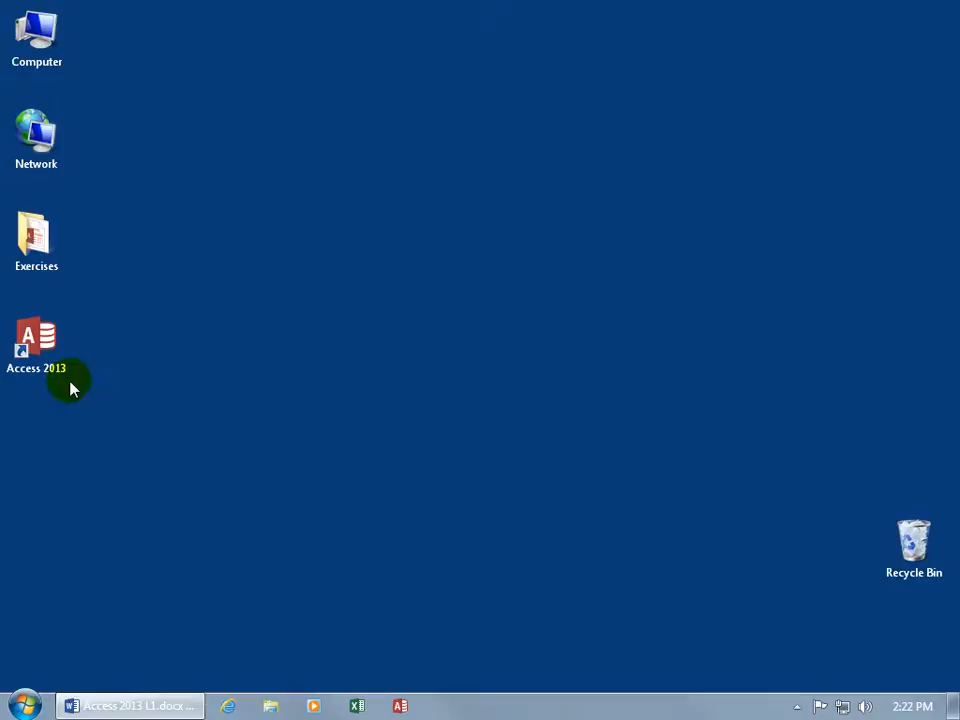 Computer
Network
Exercises
Access 2013
Recycle Bin
Access 2013 L1.docx ...
2:22 PM